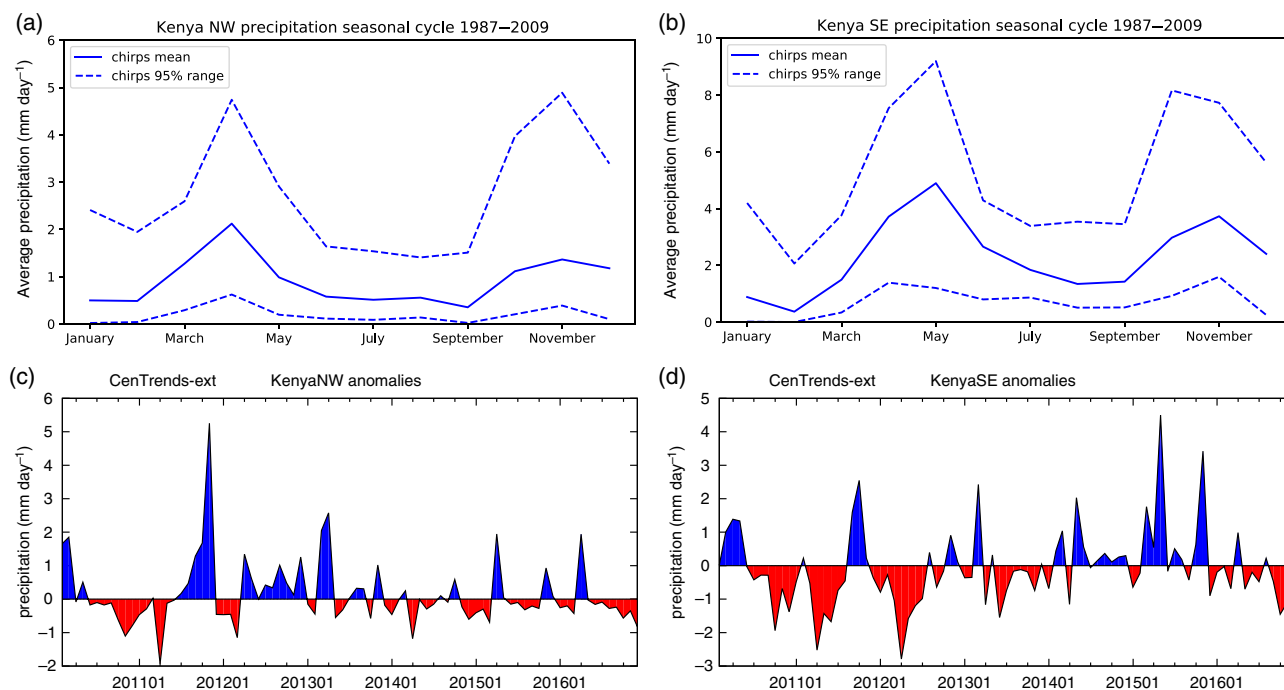 (a)
Kenya NW precipitation seasonal cycle 1987−2009
6
5
4
3
2
1
0
Average precipitation (mm day−1)
chirps mean
chirps 95% range
January
March
May
July
September
November
(b)
Kenya SE precipitation seasonal cycle 1987−2009
10
8
6
4
2
0
Average precipitation (mm day−1)
chirps mean
chirps 95% range
January
March
May
July
September
November
(c)
CenTrends-ext KenyaNW anomalies
6
5
4
3
2
1
0
−1
−2
precipitation (mm day−1)
201101
201201
201301
201401
201501
201601
(d)
CenTrends-ext KenyaSE anomalies
5
4
3
2
1
0
−1
−2
−3
precipitation (mm day−1)
201101
201201
201301
201401
201501
201601